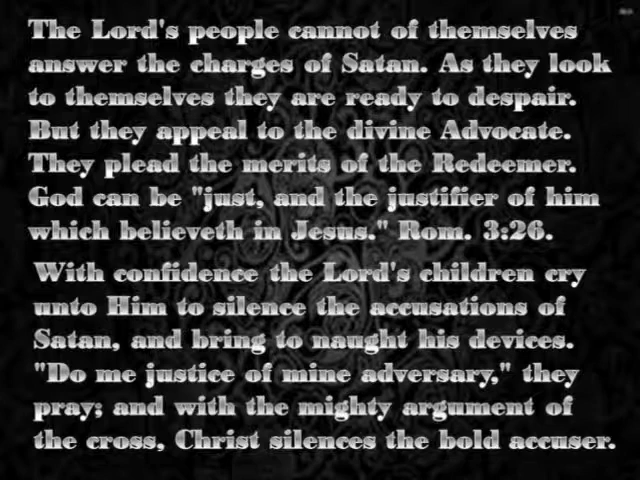 The Lord's people cannot of themselves
answer the charges of Satan. As they look
to themselves they are ready to despair.
But they appeal to the divine Advocate.
They plead the merits of the Redeemer.
God can be "just, and the justifier of him
which believeth in Jesus." Rom. 3:26.
With confidence the Lord's children cry
unto Him to silence the accusations of
Satan, and bring to naught his devices.
"Do me justice of mine adversary," they
pray; and with the mighty argument of
the cross, Christ silences the bold accuser.